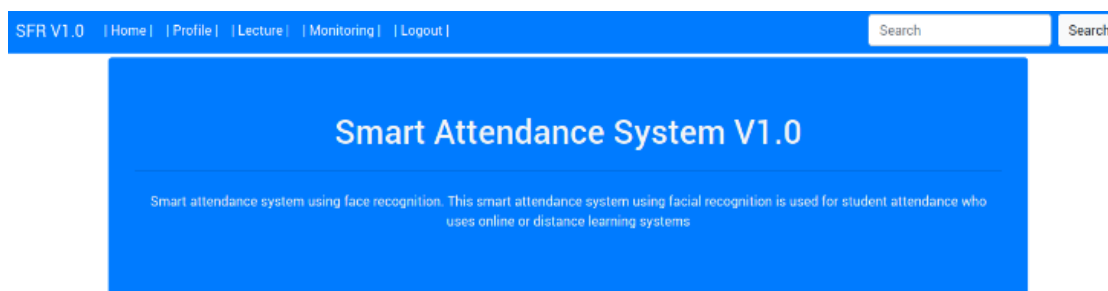 SFR V1.0 | Home | | Profile | | Lecture | | Monitoring | | Logout | Search Search
Smart Attendance System V1.0
Smart attendance system using face recognition. This smart attendance system using facial recognition is used for student attendance who
uses online or distance learning systems